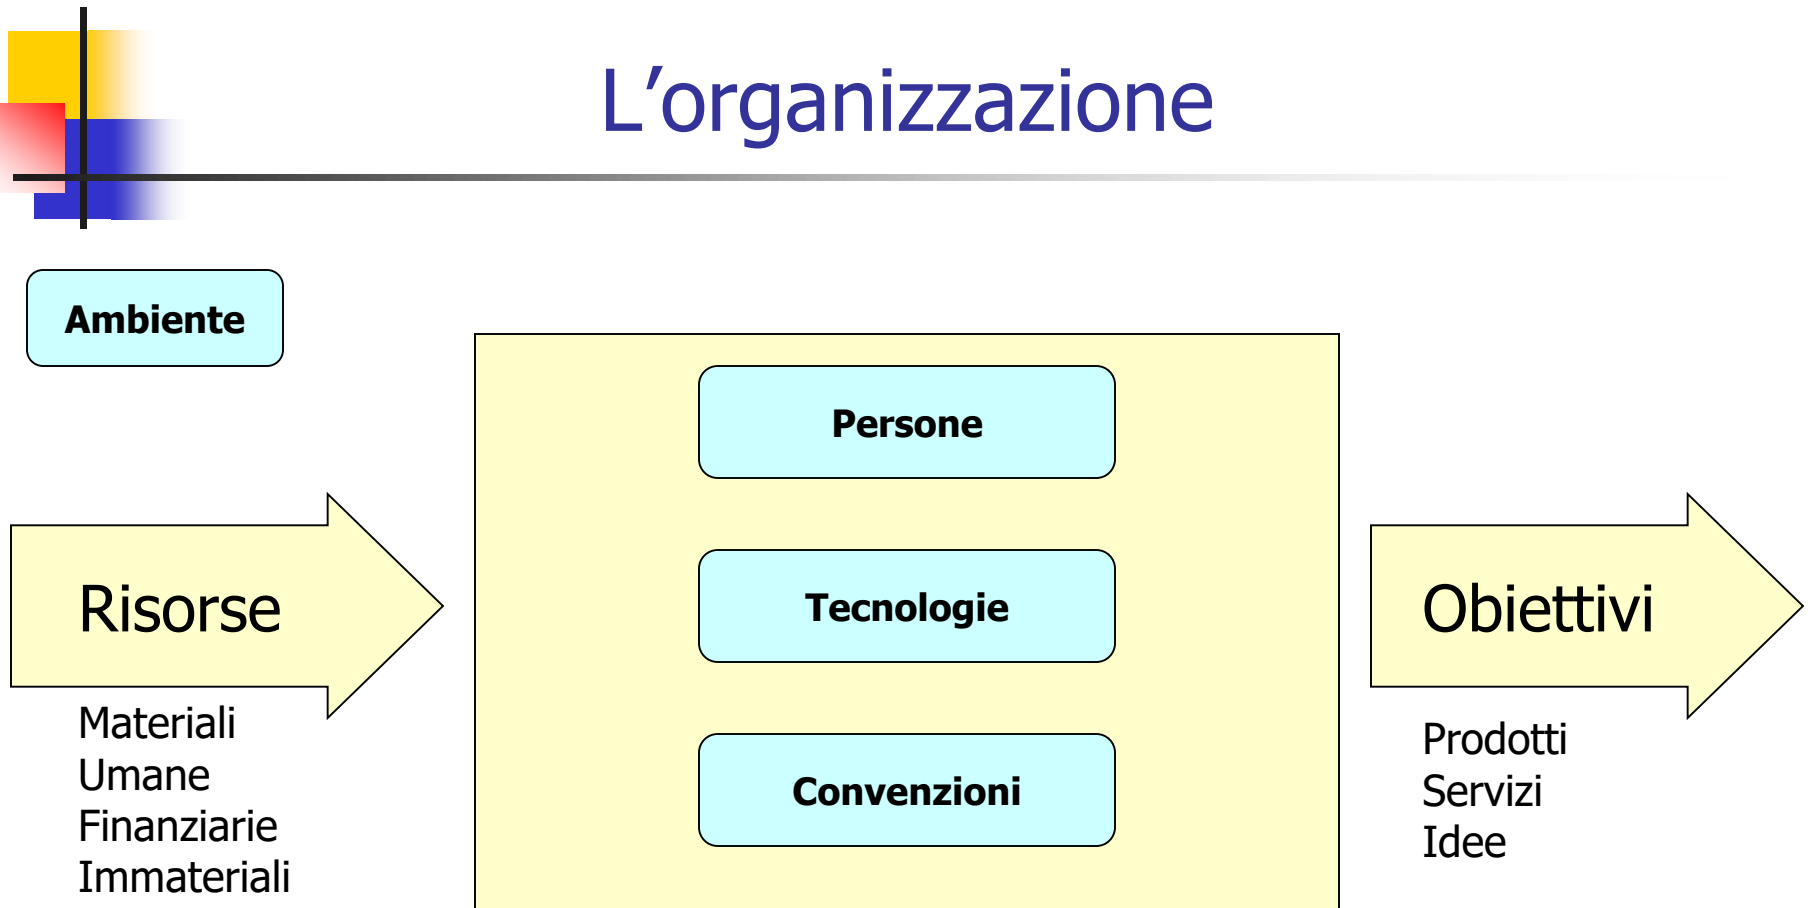 L’organizzazione
Ambiente
Persone
Tecnologie
Convenzioni
Risorse
Materiali
Umane
Finanziarie
Immateriali
Obiettivi
Prodotti
Servizi
Idee